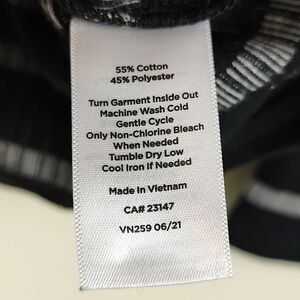 55% Cotton
45% Polyester
Turn Garment Inside Out
Machine Wash Cold
Gentle Cycle
Only Non-Chlorine Bleach
When Needed
Tumble Dry Low
Cool Iron If Needed
Made In Vietnam
CA# 23147
VN259 06/21